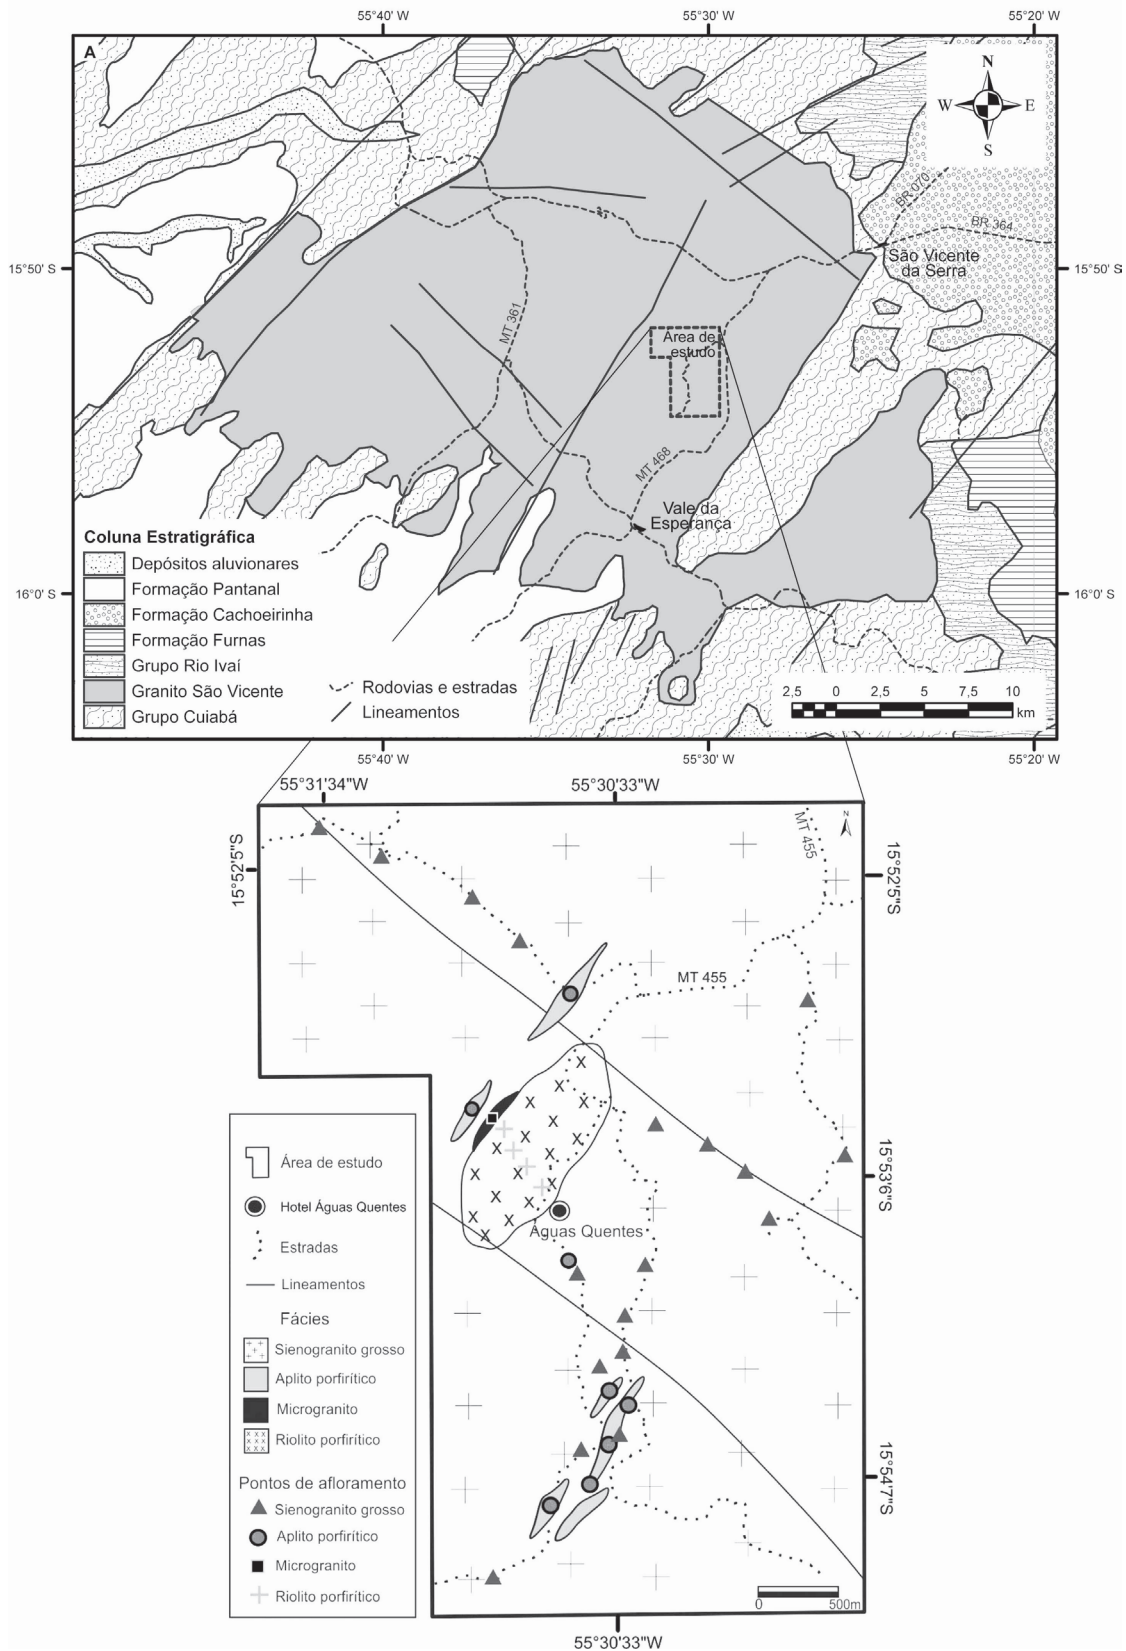 55°40' W
55°30' W
55°20' W
A
N
W
E
S
BR 070
BR 364
São Vicente
da Serra
15°50' S
15°50' S
MT 361
Área de
estudo
MT 468
Vale da
Esperança
Coluna Estratigráfica
Depósitos aluvionares
Formação Pantanal
Formação Cachoeirinha
Formação Furnas
Grupo Rio Ivaí
Granito São Vicente
Grupo Cuiabá
Rodovias e estradas
Lineamentos
16°0' S
16°0' S
2,5 0 2,5 5 7,5 10
km
55°40' W
55°30' W
55°20' W
55°31'34"W
55°30'33"W
N
MT 455
15°52'5"S
15°52'5"S
MT 455
Águas Quentes
15°53'6"S
15°54'7"S
Área de estudo
Hotel Águas Quentes
Estradas
Lineamentos
Fácies
Sienogranito grosso
Aplito porfirítico
Microgranito
Riolito porfirítico
Pontos de afloramento
Sienogranito grosso
Aplito porfirítico
Microgranito
Riolito porfirítico
0 500m
55°30'33"W